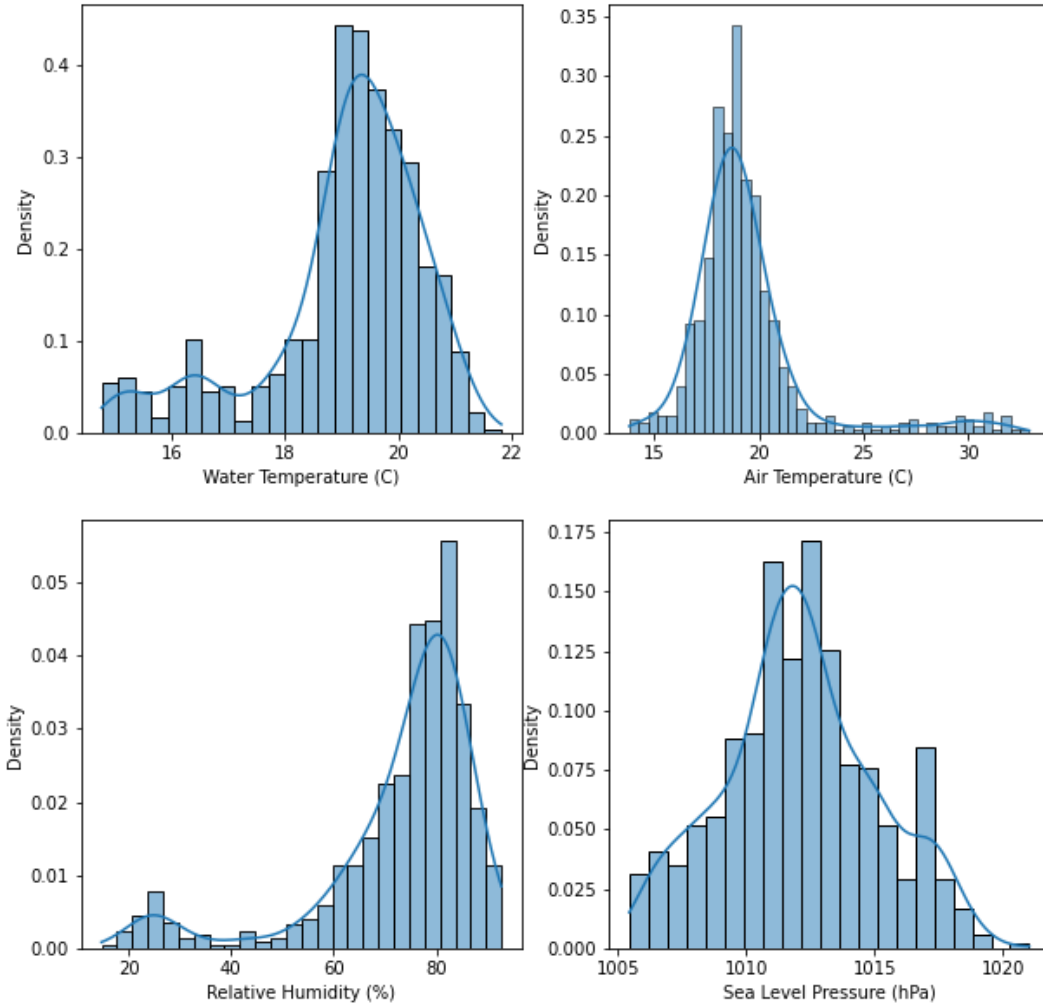 Density
0.4
0.3
0.2
0.1
0.0
16 18 20 22
Water Temperature (C)
Density
0.35
0.30
0.25
0.20
0.15
0.10
0.05
0.00
15 20 25 30
Air Temperature (C)
Density
0.05
0.04
0.03
0.02
0.01
0.00
20 40 60 80
Relative Humidity (%)
Density
0.175
0.150
0.125
0.100
0.075
0.050
0.025
0.000
1005 1010 1015 1020
Sea Level Pressure (hPa)